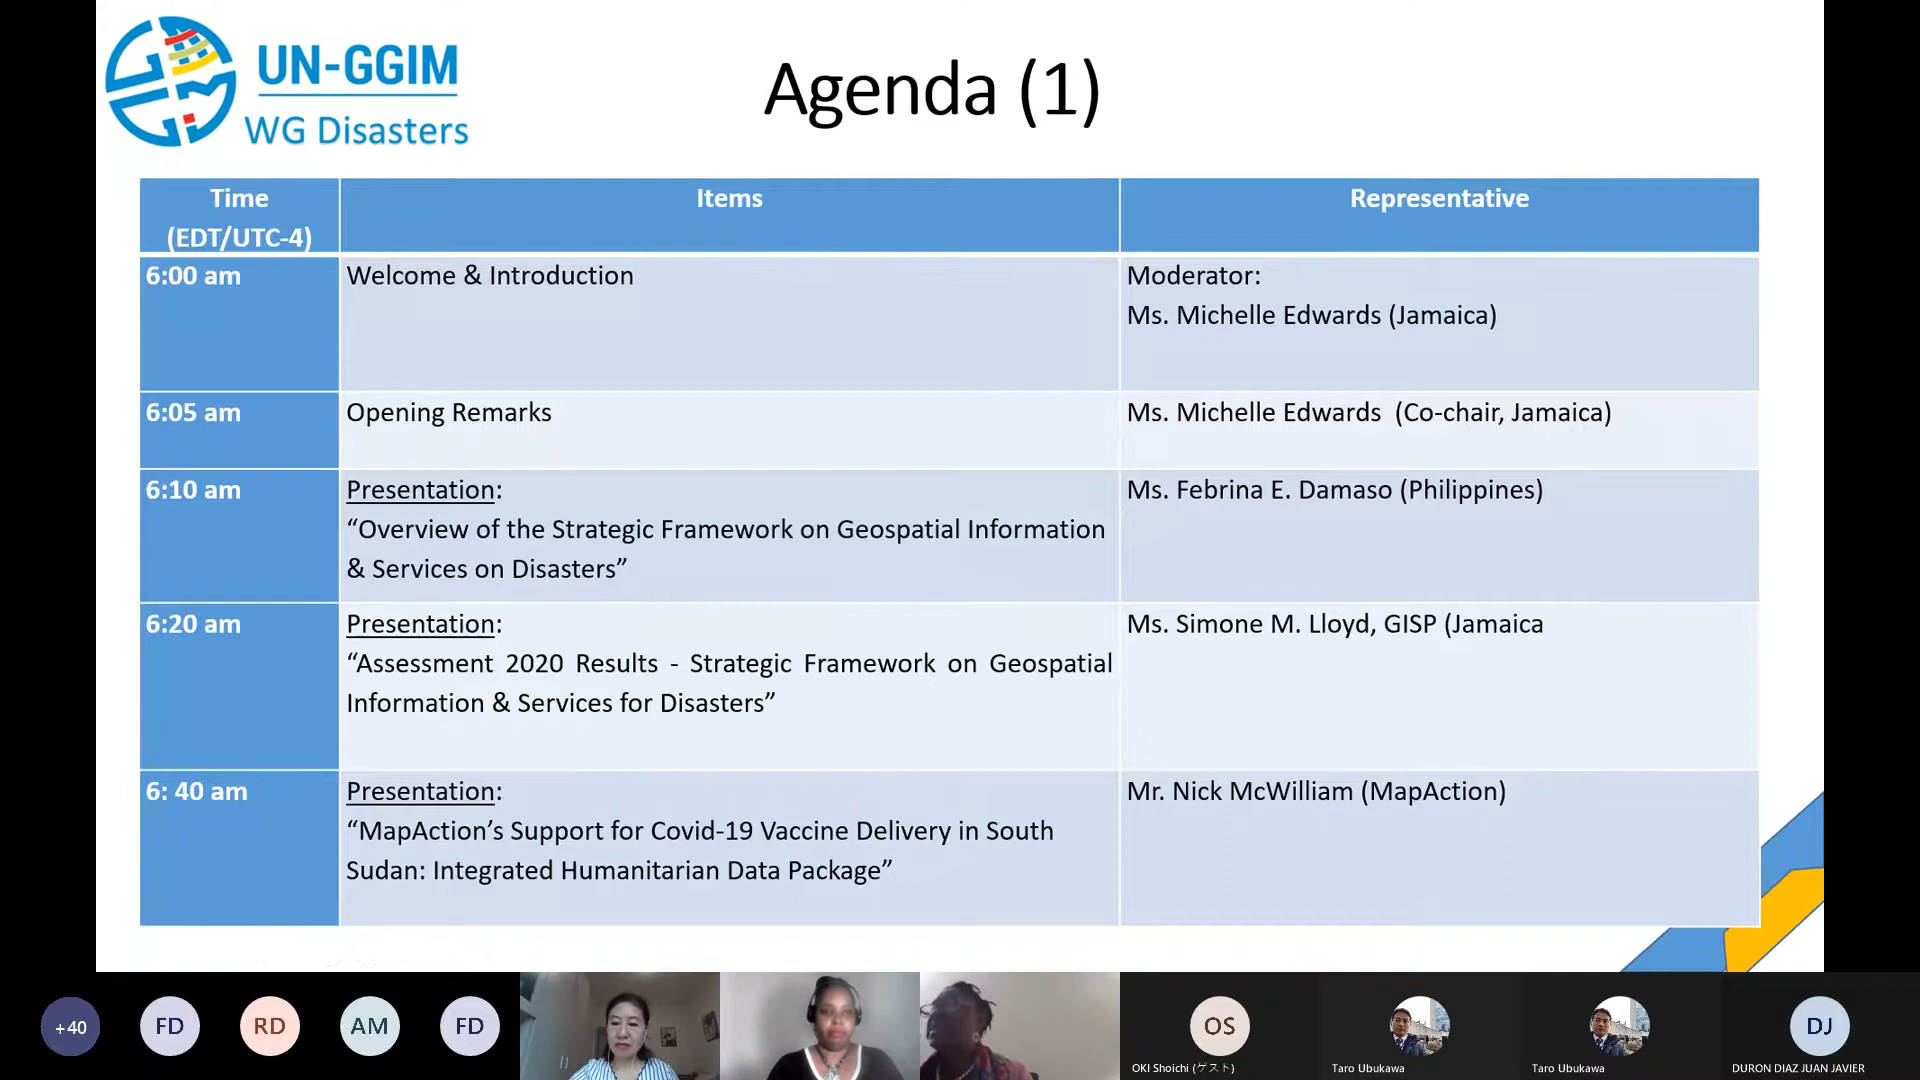 UN-GGIM
WG Disasters
Agenda (1)
Time
(EDT/UTC-4)
Items
Representative
6:00 am
Welcome & Introduction
Moderator:
Ms. Michelle Edwards (Jamaica)
6:05 am
Opening Remarks
Ms. Michelle Edwards (Co-chair, Jamaica)
6:10 am
Presentation:
“Overview of the Strategic Framework on Geospatial Information
& Services on Disasters”
Ms. Febrina E. Damaso (Philippines)
6:20 am
Presentation:
“Assessment 2020 Results - Strategic Framework on Geospatial
Information & Services for Disasters”
Ms. Simone M. Lloyd, GISP (Jamaica
6: 40 am
Presentation:
“MapAction’s Support for Covid-19 Vaccine Delivery in South
Sudan: Integrated Humanitarian Data Package”
Mr. Nick McWilliam (MapAction)
+40
FD
RD
AM
FD
OS
OKI Shoichi (ゲスト)
Taro Ubukawa
Taro Ubukawa
DJ
DURON DIAZ JUAN JAVIER